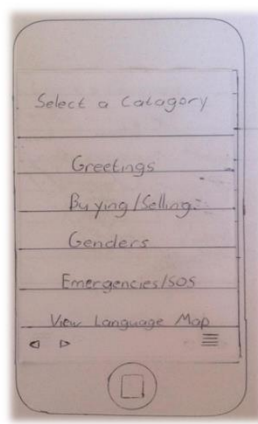 Select a Catagory
Greetings
Buying/Selling
Genders
Emergencies/SOS
View Language Map